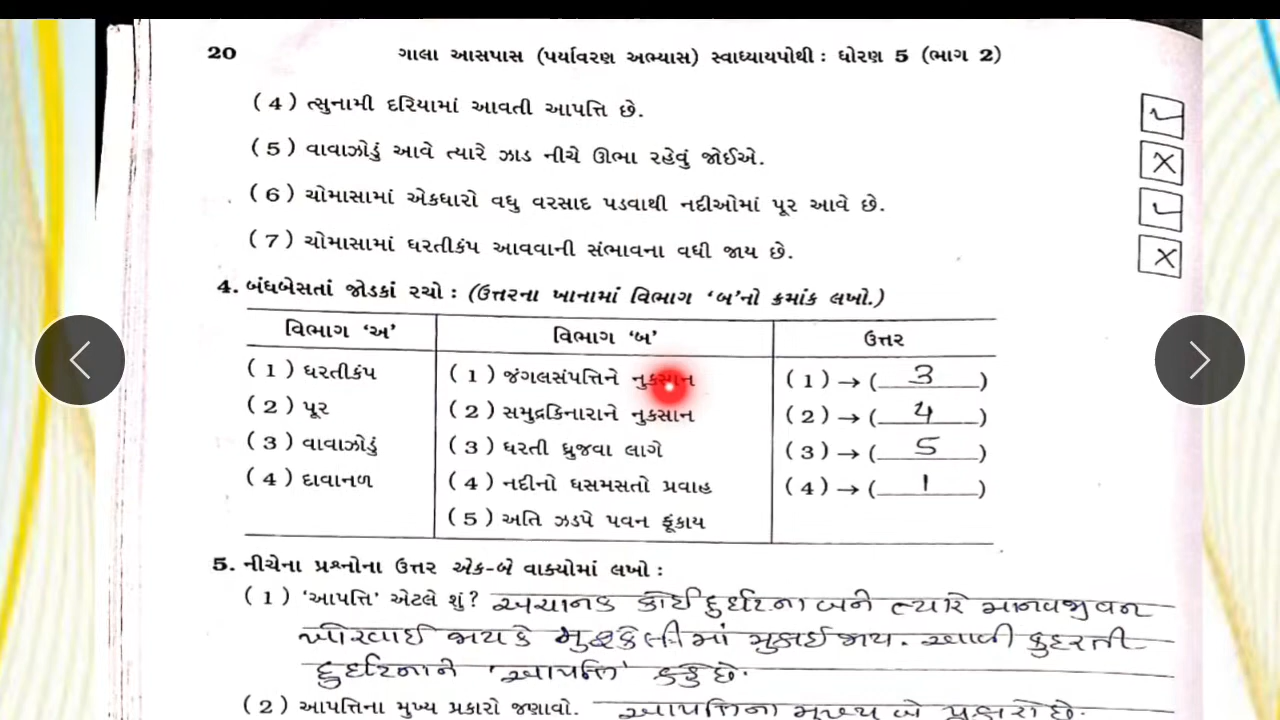 20 ગાલા આસપાસ (પર્યાવરણ અભ્યાસ) સ્વાધ્યાયપોથી : ધોરણ 5 (ભાગ 2)
(4) ત્સુનામી દરિયામાં આવતી આપત્તિ છે. ✓
(5) વાવાઝોડું આવે ત્યારે ઝાડ નીચે ઊભા રહેવું જોઈએ. ×
(6) ચોમાસામાં એકધારો વધુ વરસાદ પડવાથી નદીઓમાં પૂર આવે છે. ✓
(7) ચોમાસામાં ધરતીકંપ આવવાની સંભાવના વધી જાય છે. ×
4. બંધબેસતાં જોડકાં રચો : (ઉત્તરના ખાનામાં વિભાગ ‘બ’નો ક્રમાંક લખો.)
વિભાગ ‘અ’ વિભાગ ‘બ’ ઉત્તર
(1) ધરતીકંપ (1) જંગલસંપત્તિને નુકસાન (1) → ( 3 )
(2) પૂર (2) સમુદ્રકિનારાને નુકસાન (2) → ( 4 )
(3) વાવાઝોડું (3) ધરતી ધ્રુજવા લાગે (3) → ( 5 )
(4) દાવાનળ (4) નદીનો ધસમસતો પ્રવાહ (4) → ( 1 )
(5) અતિ ઝડપે પવન ફૂંકાય
5. નીચેના પ્રશ્નોના ઉત્તર એક-બે વાક્યોમાં લખો :
(1) ‘આપત્તિ’ એટલે શું? અચાનક કોઈ દુર્ઘટના બને ત્યારે માનવજીવન
ખોરવાઈ જાય કે મુશ્કેલીમાં મુકાઈ જાય. આવી કુદરતી
દુર્ઘટનાને ‘આપત્તિ’ કહે છે.
(2) આપત્તિના મુખ્ય પ્રકારો જણાવો. આપત્તિના મુખ્ય બે પ્રકારો છે.